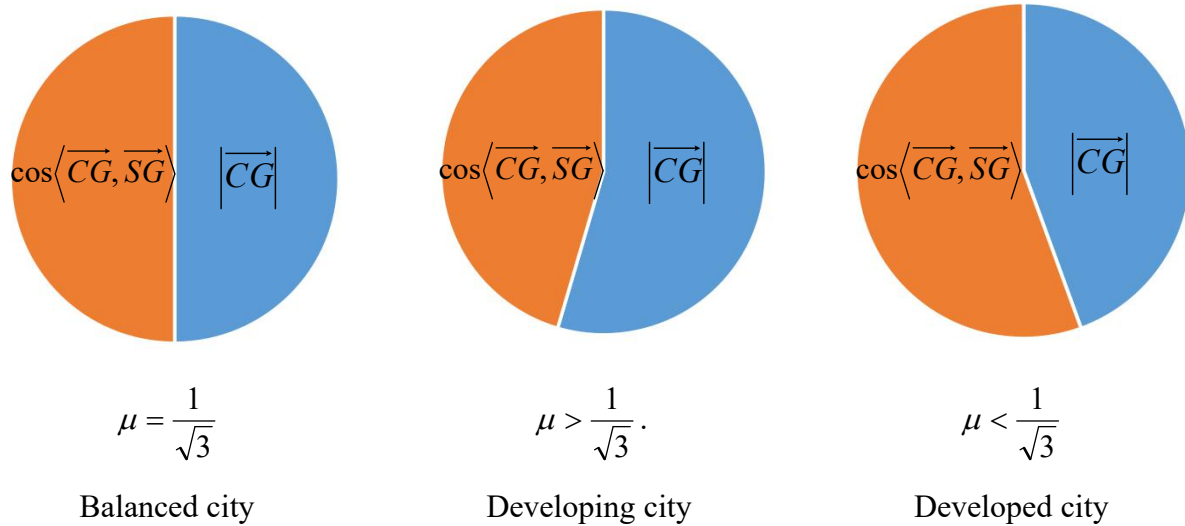 cos⟨CG⃗, SG⃗⟩ |CG⃗|
cos⟨CG⃗, SG⃗⟩ |CG⃗|
cos⟨CG⃗, SG⃗⟩ |CG⃗|
μ = 1/√3
μ > 1/√3 .
μ < 1/√3
Balanced city
Developing city
Developed city